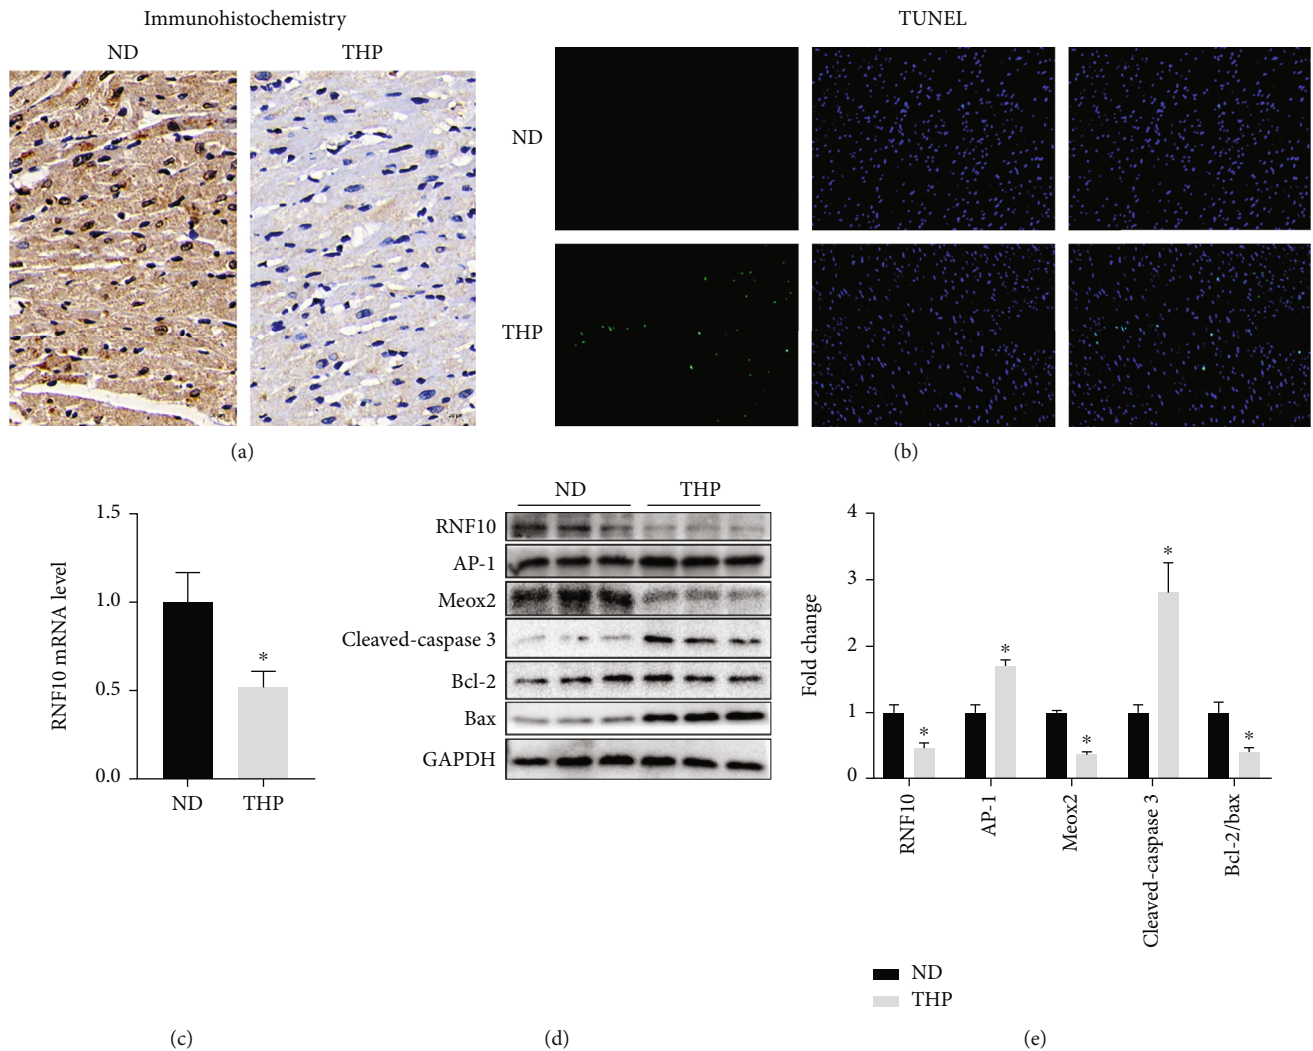 Immunohistochemistry
ND THP
TUNEL
ND
THP
(a)
(b)
RNF10 mRNA level
1.5
1.0
0.5
0.0
*
ND THP
(c)
ND THP
RNF10
AP-1
Meox2
Cleaved-caspase 3
Bcl-2
Bax
GAPDH
(d)
Fold change
4
3
2
1
0
* * * * *
RNF10
AP-1
Meox2
Cleaved-caspase 3
Bcl-2/bax
ND
THP
(e)